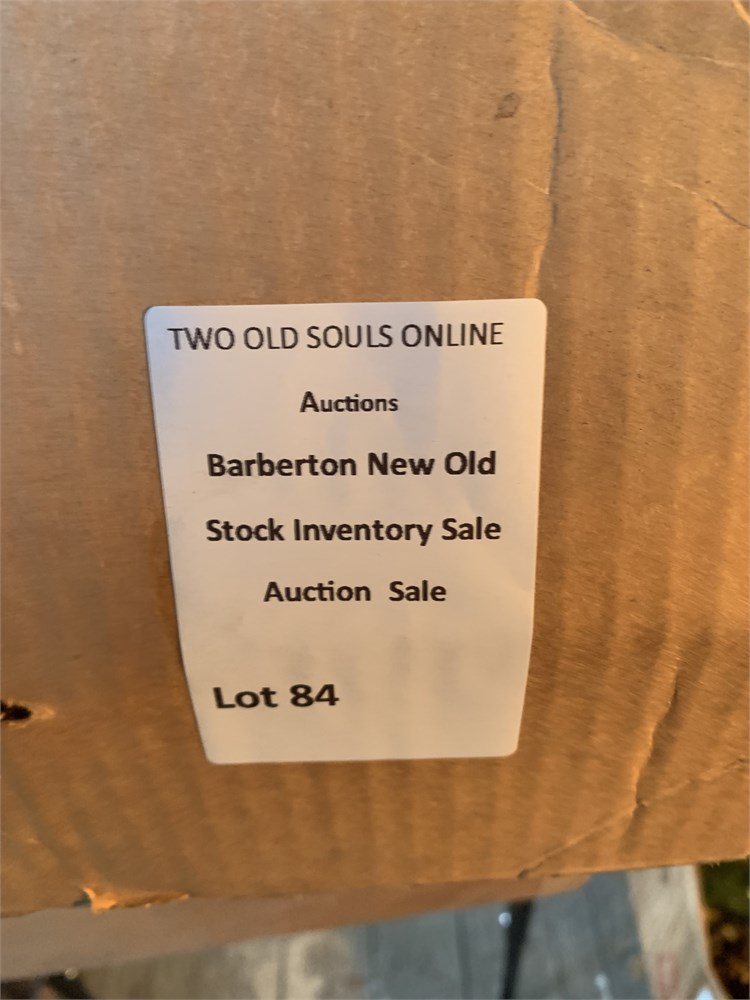 TWO OLD SOULS ONLINE
Auctions
Barberton New Old
Stock Inventory Sale
Auction Sale
Lot 84